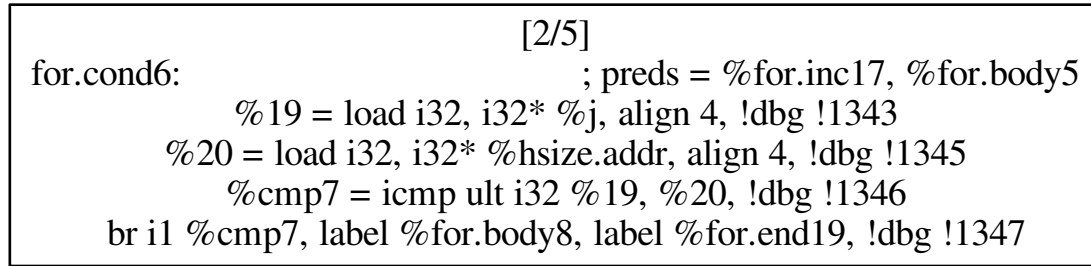 [2/5]
for.cond6: ; preds = %for.inc17, %for.body5
%19 = load i32, i32* %j, align 4, !dbg !1343
%20 = load i32, i32* %hsize.addr, align 4, !dbg !1345
%cmp7 = icmp ult i32 %19, %20, !dbg !1346
br i1 %cmp7, label %for.body8, label %for.end19, !dbg !1347